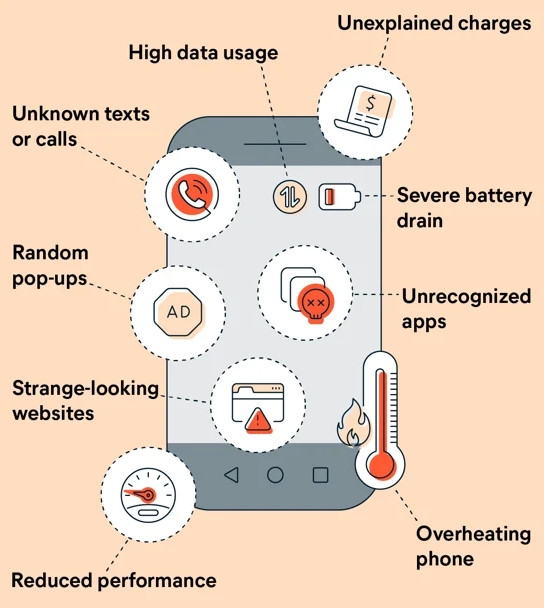 Unexplained charges
High data usage
$
Unknown texts
or calls
Severe battery
drain
Random
pop-ups
AD
Unrecognized
apps
Strange-looking
websites
Overheating
phone
Reduced performance